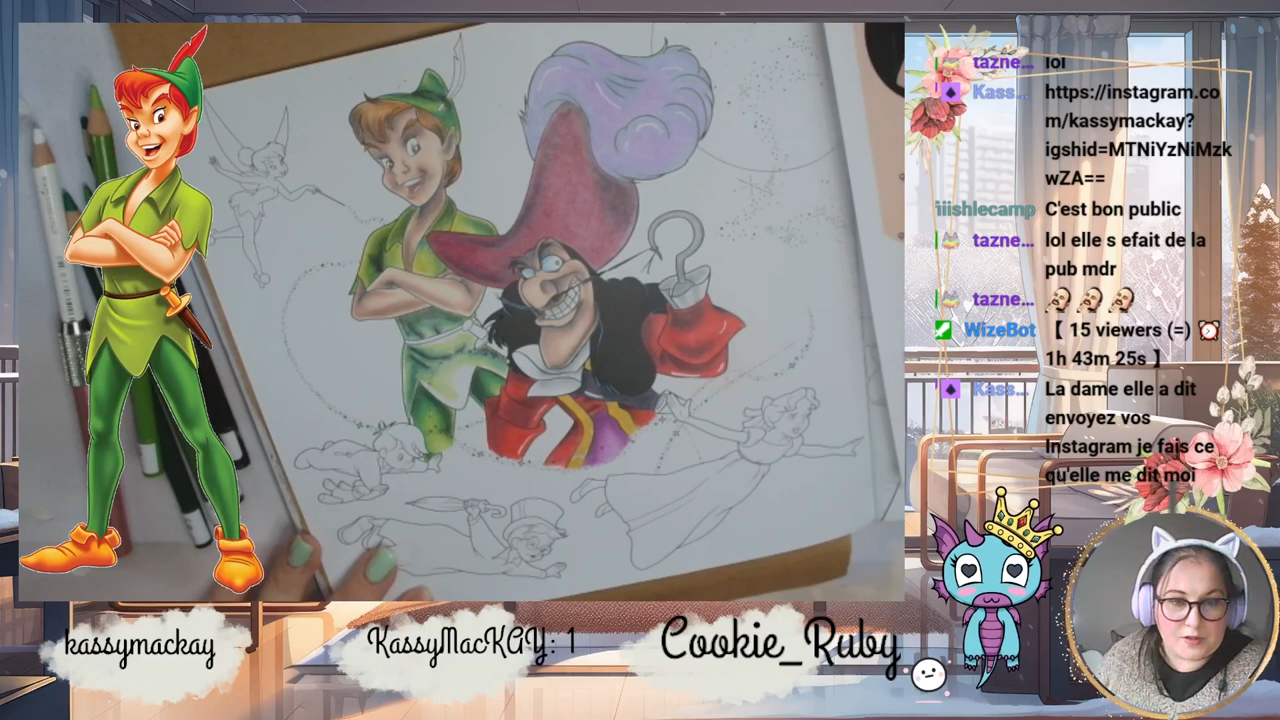 tazne... lol
Kass... https://instagram.co
m/kassymackay?
igshid=MTNiYzNiMzk
wZA==
iiishlecamp C'est bon public
tazne... lol elle s efait de la
pub mdr
tazne...
WizeBot 【 15 viewers (=) ⏰
1h 43m 25s 】
Kass... La dame elle a dit
envoyez vos
Instagram je fais ce
qu'elle me dit moi
kassymackay
KassyMacKAY: 1
Cookie_Ruby